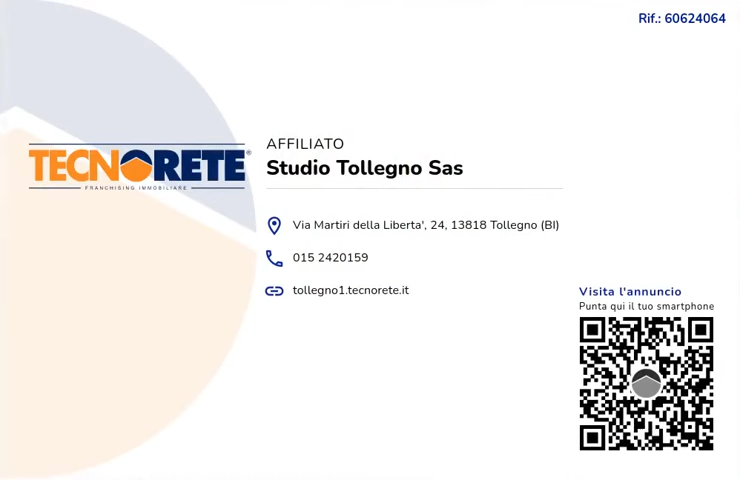 Rif.: 60624064
TECNORETE®
FRANCHISING IMMOBILIARE
AFFILIATO
Studio Tollegno Sas
Via Martiri della Liberta', 24, 13818 Tollegno (BI)
015 2420159
tollegno1.tecnorete.it
Visita l'annuncio
Punta qui il tuo smartphone